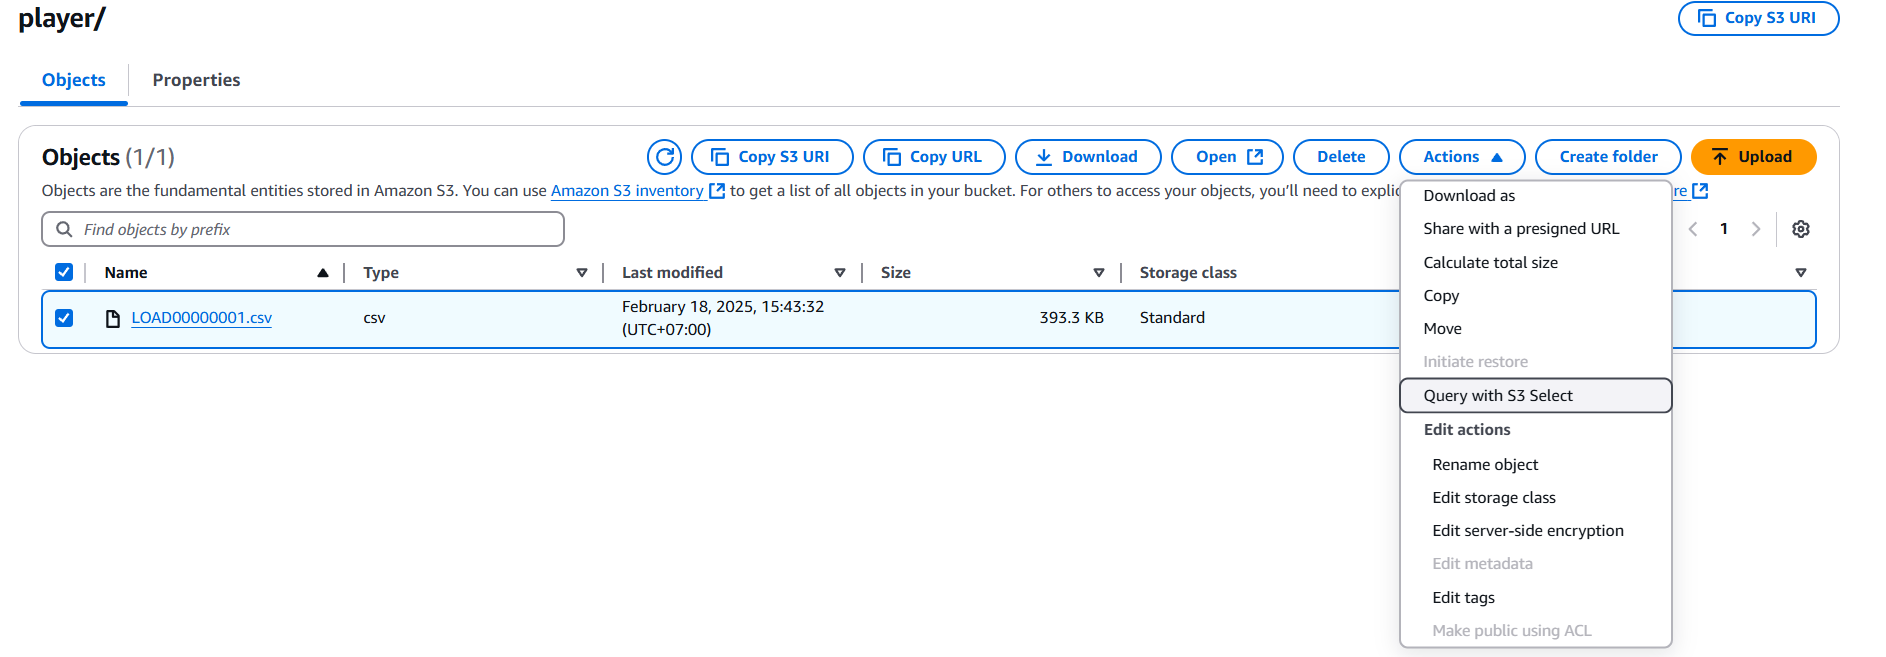 player/
Copy S3 URI
Objects
Properties
Objects (1/1)
Copy S3 URI
Copy URL
Download
Open
Delete
Actions
Create folder
Upload
Objects are the fundamental entities stored in Amazon S3. You can use Amazon S3 inventory to get a list of all objects in your bucket. For others to access your objects, you'll need to
Find objects by prefix
1
Name
Type
Last modified
Size
Storage class
LOAD00000001.csv
csv
February 18, 2025, 15:43:32
(UTC+07:00)
393.3 KB
Standard
Download as
Share with a presigned URL
Calculate total size
Copy
Move
Initiate restore
Query with S3 Select
Edit actions
Rename object
Edit storage class
Edit server-side encryption
Edit metadata
Edit tags
Make public using ACL